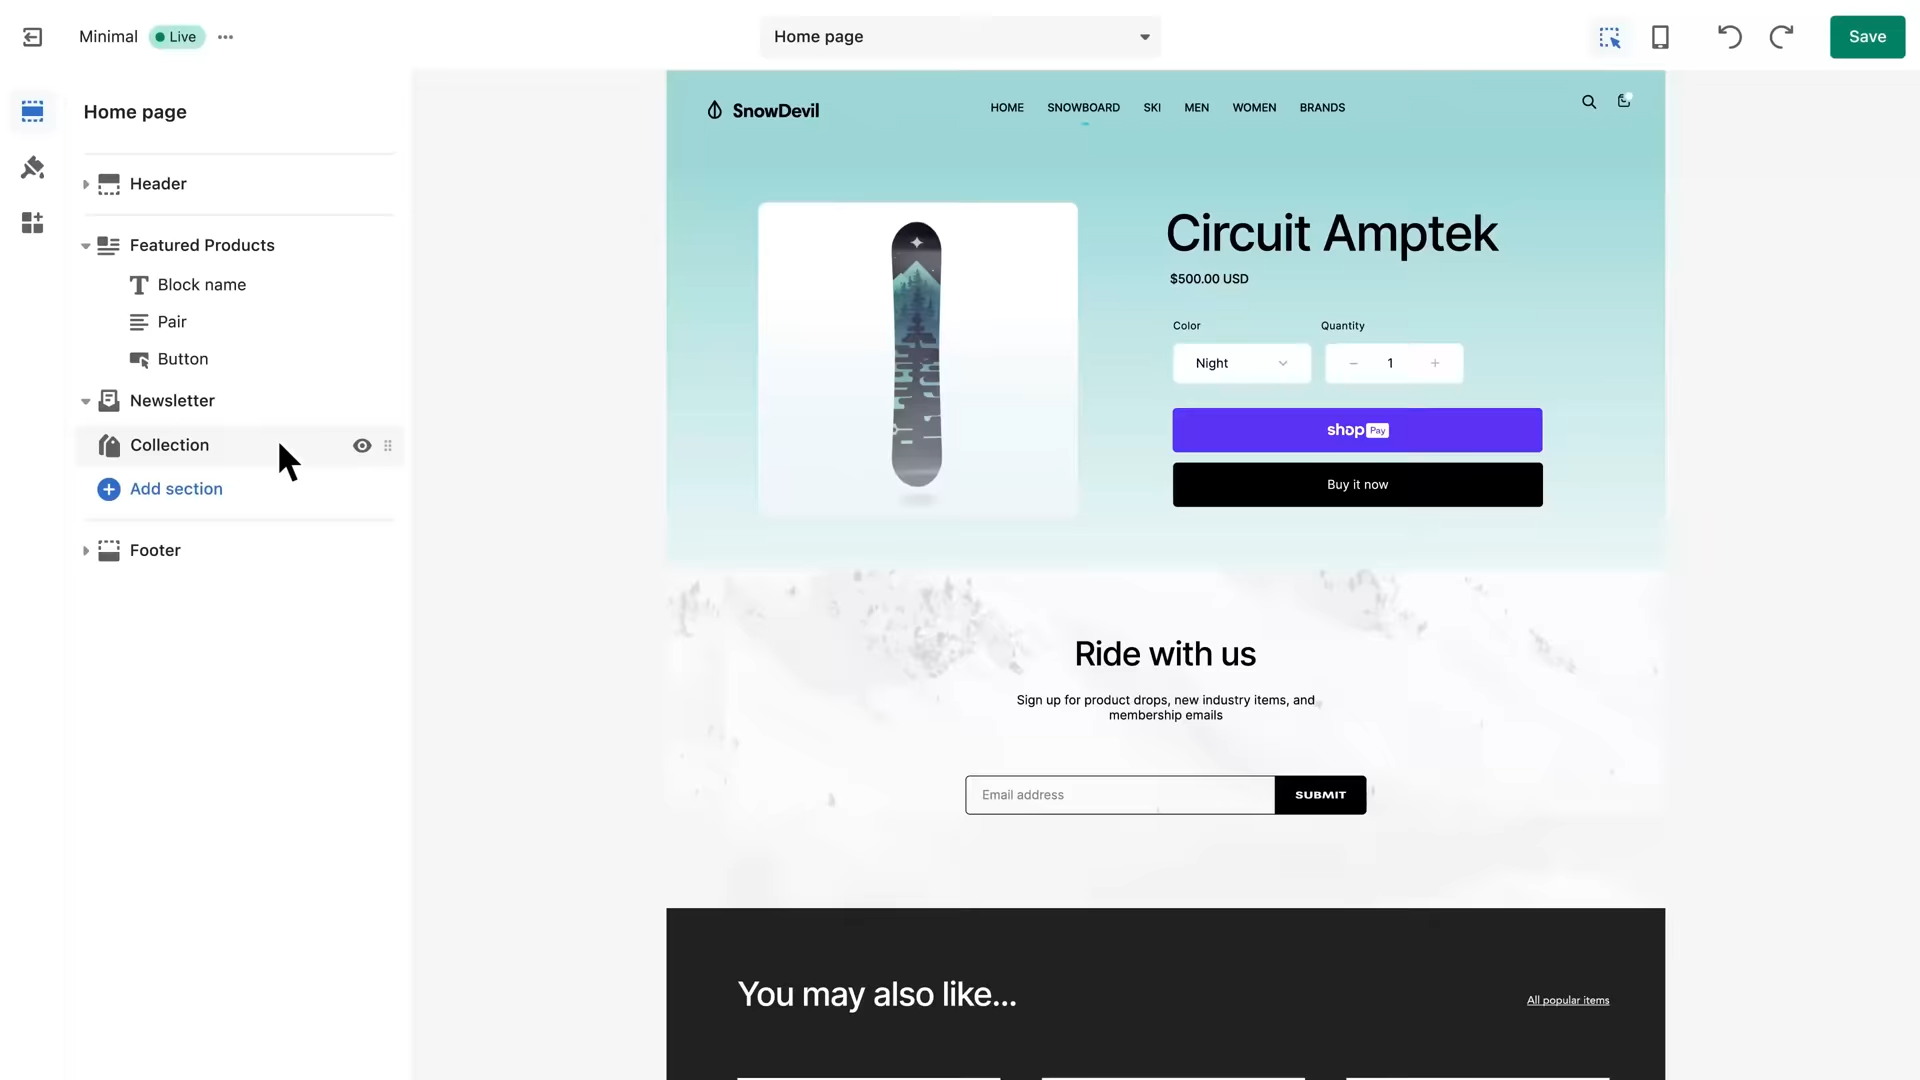 Minimal
Live
Home page
Save
Home page
Header
Featured Products
Block name
Pair
Button
Newsletter
Collection
Add section
Footer
SnowDevil
HOME SNOWBOARD SKI MEN WOMEN BRANDS
Circuit Amptek
$500.00 USD
Color Quantity
Night 1
shop Pay
Buy it now
Ride with us
Sign up for product drops, new industry items, and
membership emails
Email address SUBMIT
You may also like...
All popular items